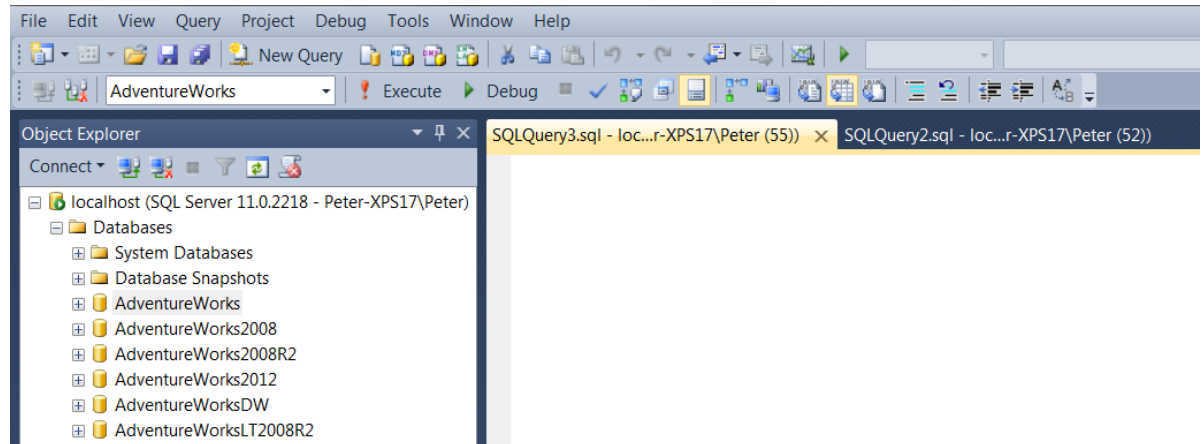 File Edit View Query Project Debug Tools Window Help
New Query
AdventureWorks Execute Debug
Object Explorer
SQLQuery3.sql - loc...r-XPS17\Peter (55)) SQLQuery2.sql - loc...r-XPS17\Peter (52))
Connect
localhost (SQL Server 11.0.2218 - Peter-XPS17\Peter)
Databases
System Databases
Database Snapshots
AdventureWorks
AdventureWorks2008
AdventureWorks2008R2
AdventureWorks2012
AdventureWorksDW
AdventureWorksLT2008R2